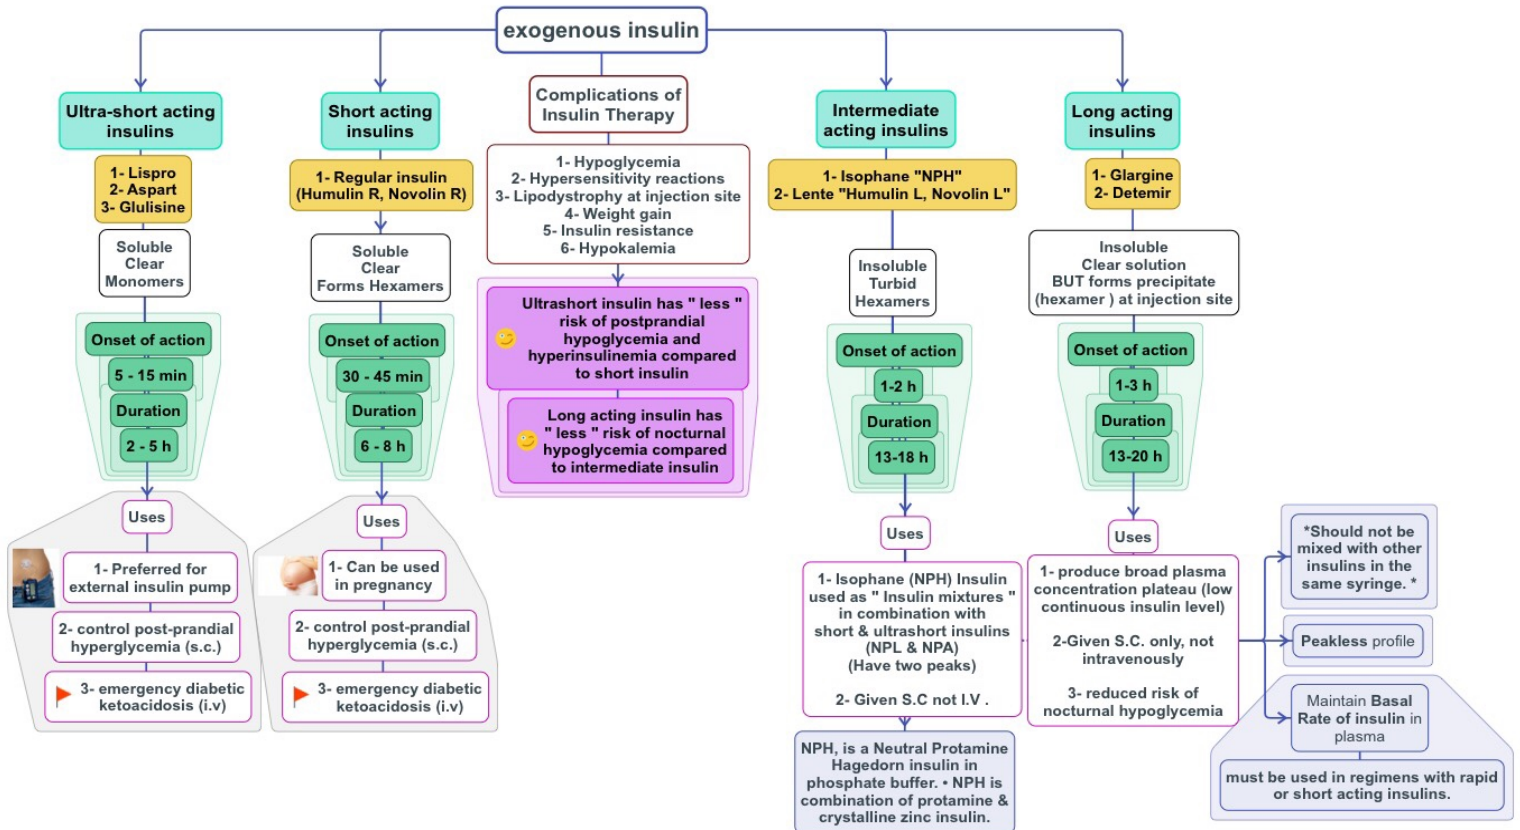 exogenous insulin
Ultra-short acting
insulins
1- Lispro
2- Aspart
3- Glulisine
Soluble
Clear
Monomers
Onset of action
5 - 15 min
Duration
2 - 5 h
Uses
1- Preferred for
external insulin pump
2- control post-prandial
hyperglycemia (s.c.)
3- emergency diabetic
ketoacidosis (i.v)
Short acting
insulins
1- Regular insulin
(Humulin R, Novolin R)
Soluble
Clear
Forms Hexamers
Onset of action
30 - 45 min
Duration
6 - 8 h
Uses
1- Can be used
in pregnancy
2- control post-prandial
hyperglycemia (s.c.)
3- emergency diabetic
ketoacidosis (i.v)
Complications of
Insulin Therapy
1- Hypoglycemia
2- Hypersensitivity reactions
3- Lipodystrophy at injection site
4- Weight gain
5- Insulin resistance
6- Hypokalemia
Ultrashort insulin has " less "
risk of postprandial
hypoglycemia and
hyperinsulinemia compared
to short insulin
Long acting insulin has
" less " risk of nocturnal
hypoglycemia compared
to intermediate insulin
Intermediate
acting insulins
1- Isophane "NPH"
2- Lente "Humulin L, Novolin L"
Insoluble
Turbid
Hexamers
Onset of action
1-2 h
Duration
13-18 h
Uses
1- Isophane (NPH) Insulin
used as " Insulin mixtures "
in combination with
short & ultrashort insulins
(NPL & NPA)
(Have two peaks)
2- Given S.C not I.V .
NPH, is a Neutral Protamine
Hagedorn insulin in
phosphate buffer. • NPH is
combination of protamine &
crystalline zinc insulin.
Long acting
insulins
1- Glargine
2- Detemir
Insoluble
Clear solution
BUT forms precipitate
(hexamer ) at injection site
Onset of action
1-3 h
Duration
13-20 h
Uses
1- produce broad plasma
concentration plateau (low
continuous insulin level)
2-Given S.C. only, not
intravenously
3- reduced risk of
nocturnal hypoglycemia
*Should not be
mixed with other
insulins in the
same syringe. *
Peakless profile
Maintain Basal
Rate of insulin in
plasma
must be used in regimens with rapid
or short acting insulins.